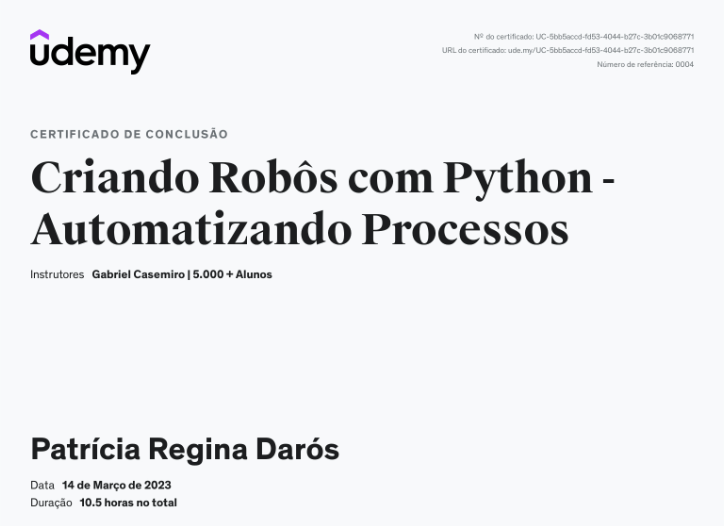 udemy
Nº do certificado: UC-5bb5accd-fd53-4044-b27c-3b01c9068771
URL do certificado: ude.my/UC-5bb5accd-fd53-4044-b27c-3b01c9068771
Número de referência: 0004
CERTIFICADO DE CONCLUSÃO
Criando Robôs com Python -
Automatizando Processos
Instrutores Gabriel Casemiro | 5.000 + Alunos
Patrícia Regina Darós
Data 14 de Março de 2023
Duração 10.5 horas no total